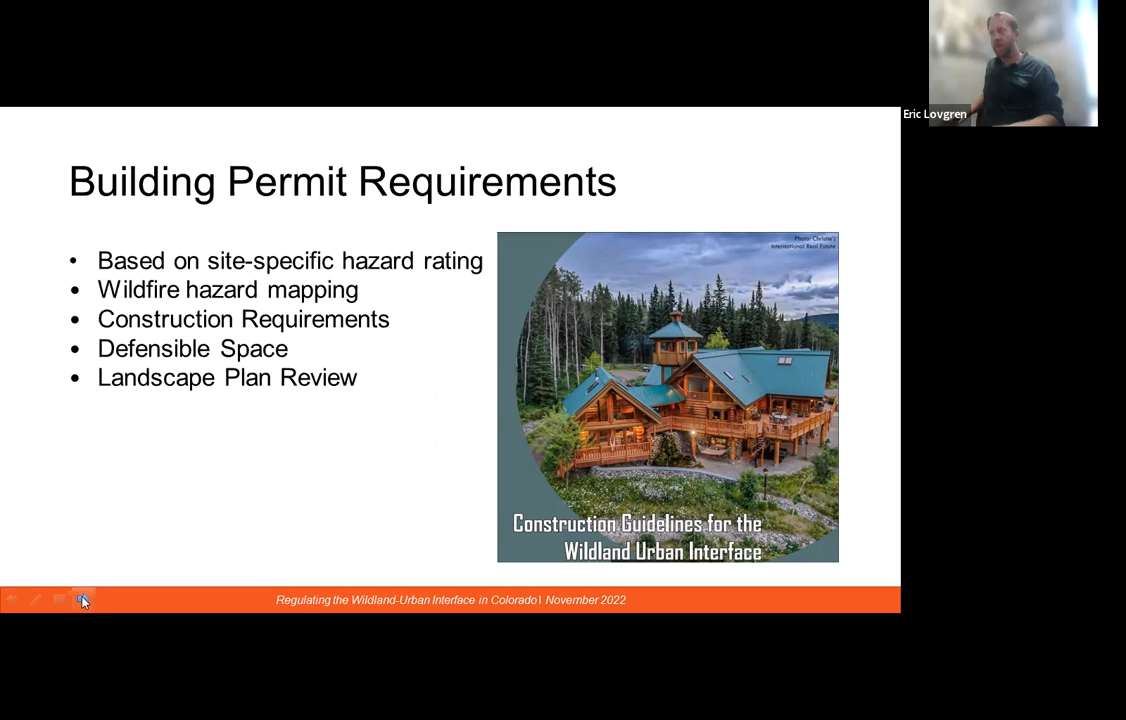 Eric Lovgren
Building Permit Requirements
• Based on site-specific hazard rating
• Wildfire hazard mapping
• Construction Requirements
• Defensible Space
• Landscape Plan Review
Photo: Christie's
International Real Estate
Construction Guidelines for the
Wildland Urban Interface
Regulating the Wildland-Urban Interface in Colorado| November 2022